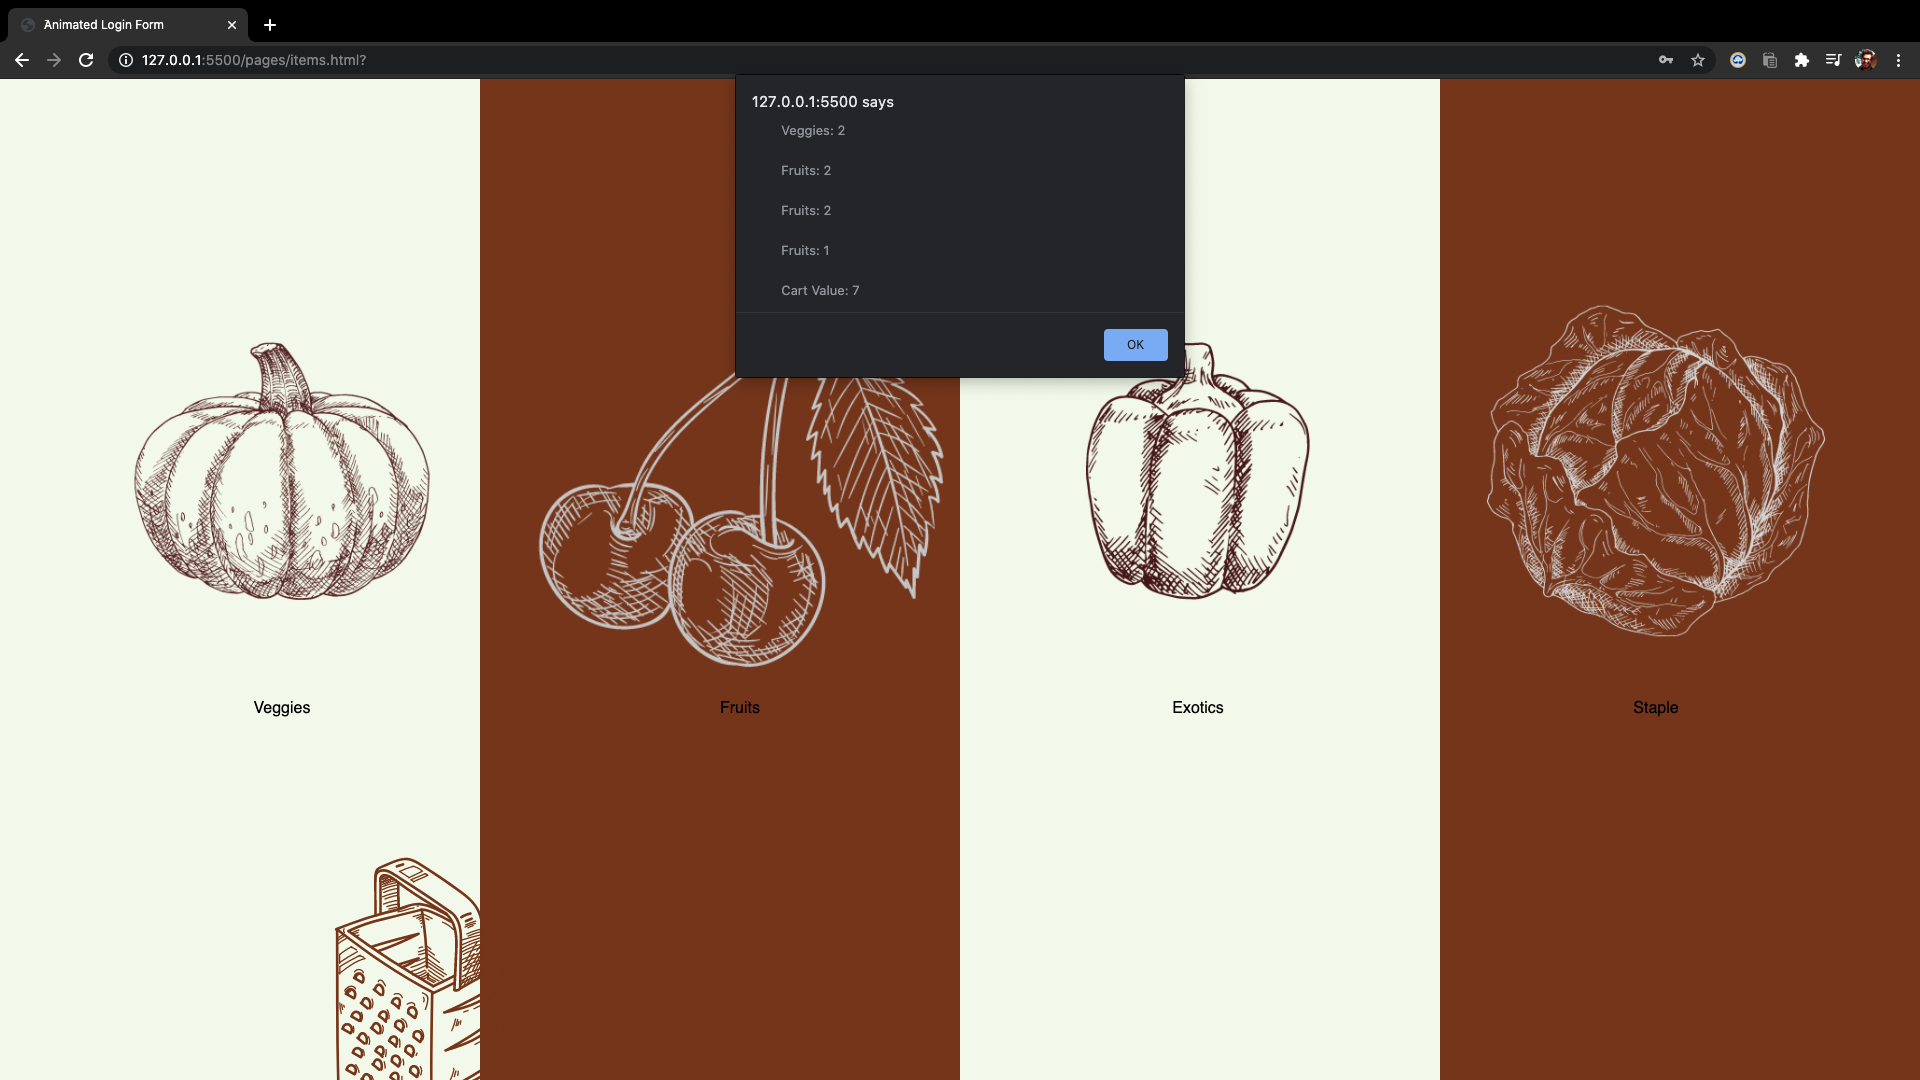 Animated Login Form
127.0.0.1:5500/pages/items.html?
127.0.0.1:5500 says
Veggies: 2
Fruits: 2
Fruits: 2
Fruits: 1
Cart Value: 7
OK
Veggies
Fruits
Exotics
Staple